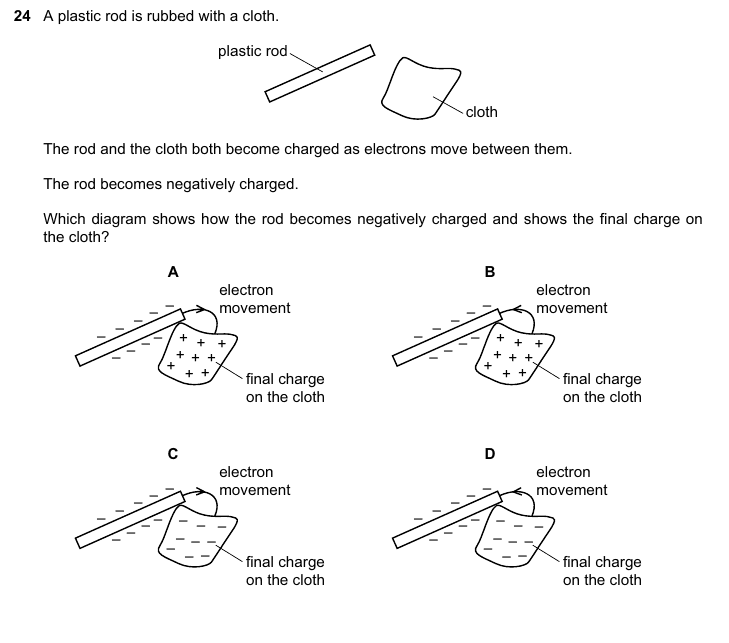 24 A plastic rod is rubbed with a cloth.
plastic rod
cloth
The rod and the cloth both become charged as electrons move between them.
The rod becomes negatively charged.
Which diagram shows how the rod becomes negatively charged and shows the final charge on
the cloth?
A
electron
movement
final charge
on the cloth
B
electron
movement
final charge
on the cloth
C
electron
movement
final charge
on the cloth
D
electron
movement
final charge
on the cloth